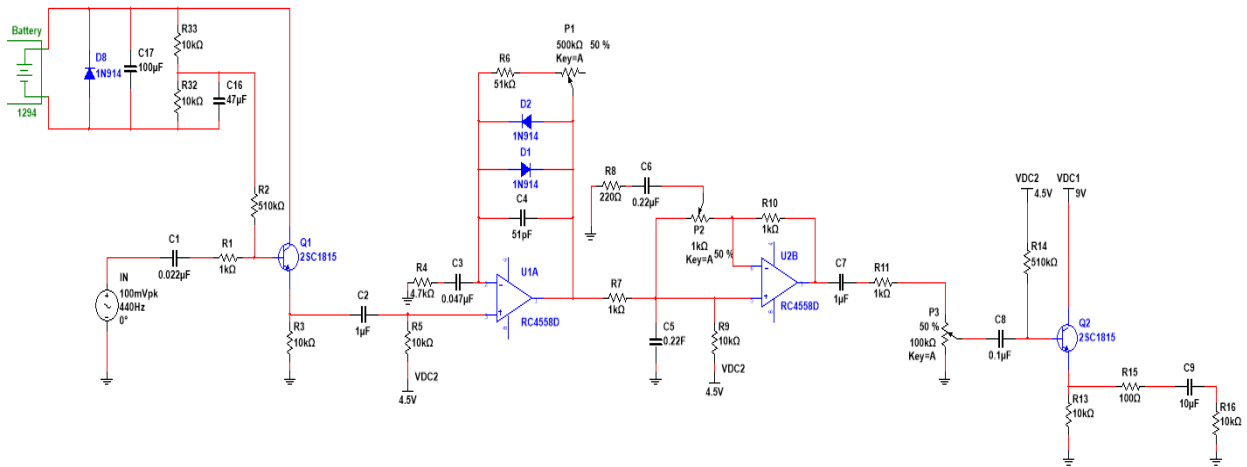 Battery
1294
D8
1N914
C17
100µF
R33
10kΩ
R32
10kΩ
C16
47µF
R2
510kΩ
C1
0.022µF
R1
1kΩ
Q1
2SC1815
IN
100mVpk
440Hz
0°
R3
10kΩ
C2
1µF
R5
10kΩ
VDC2
4.5V
P1
500kΩ 50 %
Key=A
R6
51kΩ
D2
1N914
D1
1N914
C4
51pF
R4
4.7kΩ
C3
0.047µF
U1A
RC4558D
R7
1kΩ
R8
220Ω
C6
0.22µF
P2
1kΩ
Key=A 50 %
R10
1kΩ
U2B
RC4558D
C5
0.22F
R9
10kΩ
VDC2
4.5V
C7
1µF
R11
1kΩ
P3
50 %
100kΩ
Key=A
C8
0.1µF
VDC2
4.5V
VDC1
9V
R14
510kΩ
Q2
2SC1815
R13
10kΩ
R15
100Ω
C9
10µF
R16
10kΩ